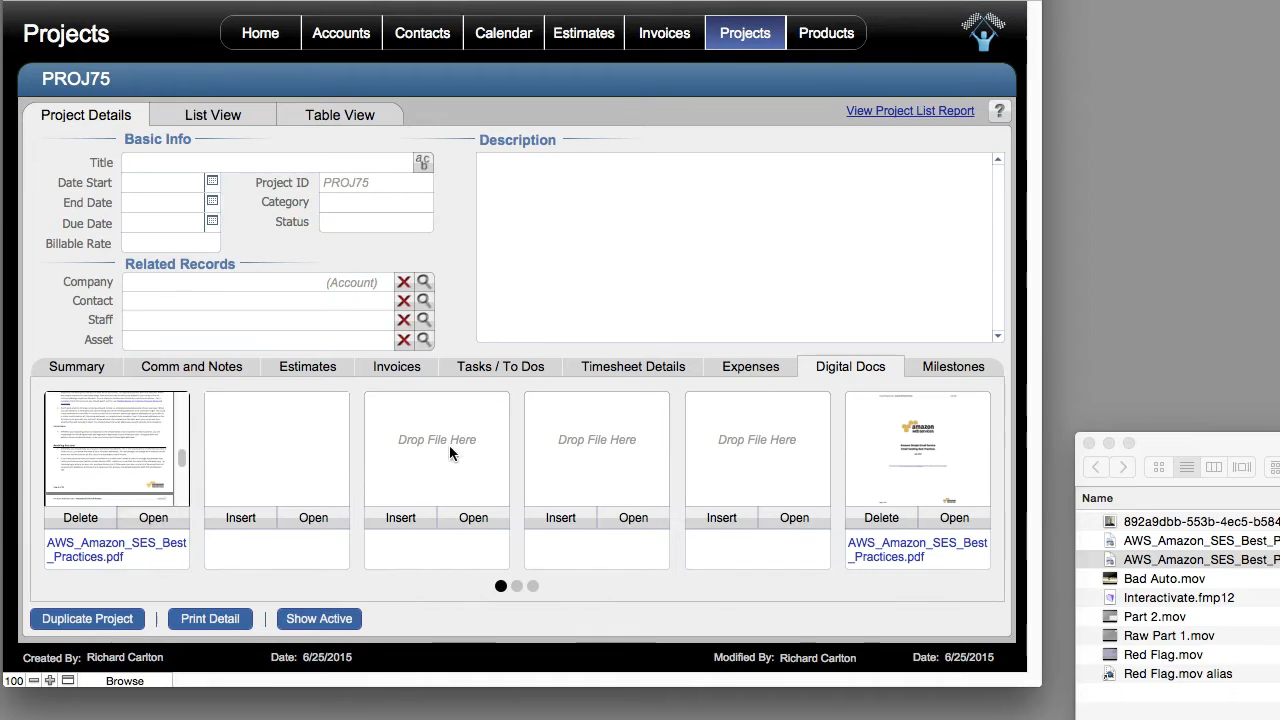 Projects
Home
Accounts
Contacts
Calendar
Estimates
Invoices
Projects
Products
PROJ75
Project Details
List View
Table View
View Project List Report
?
Basic Info
Description
Title
Date Start
Project ID
PROJ75
End Date
Category
Due Date
Status
Billable Rate
Related Records
Company
(Account)
Contact
Staff
Asset
Summary
Comm and Notes
Estimates
Invoices
Tasks / To Dos
Timesheet Details
Expenses
Digital Docs
Milestones
Drop File Here
Drop File Here
Drop File Here
amazon
Delete
Open
Insert
Open
Insert
Open
Insert
Open
Insert
Open
Delete
Open
AWS_Amazon_SES_Best
_Practices.pdf
AWS_Amazon_SES_Best
_Practices.pdf
Duplicate Project
|
Print Detail
|
Show Active
Created By: Richard Carlton
Date: 6/25/2015
Modified By: Richard Carlton
Date: 6/25/2015
100
Browse
Name
892a9dbb-553b-4ec5-b584
AWS_Amazon_SES_Best_P
AWS_Amazon_SES_Best_P
Bad Auto.mov
Interactivate.fmp12
Part 2.mov
Raw Part 1.mov
Red Flag.mov
Red Flag.mov alias